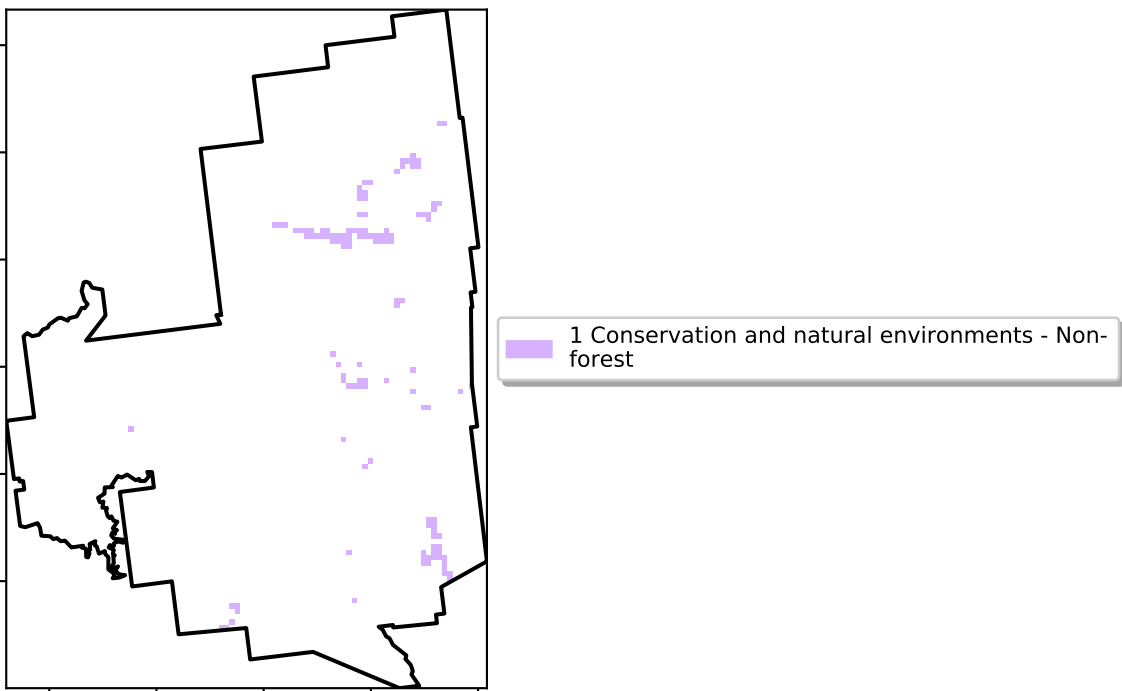 1 Conservation and natural environments - Non-
forest